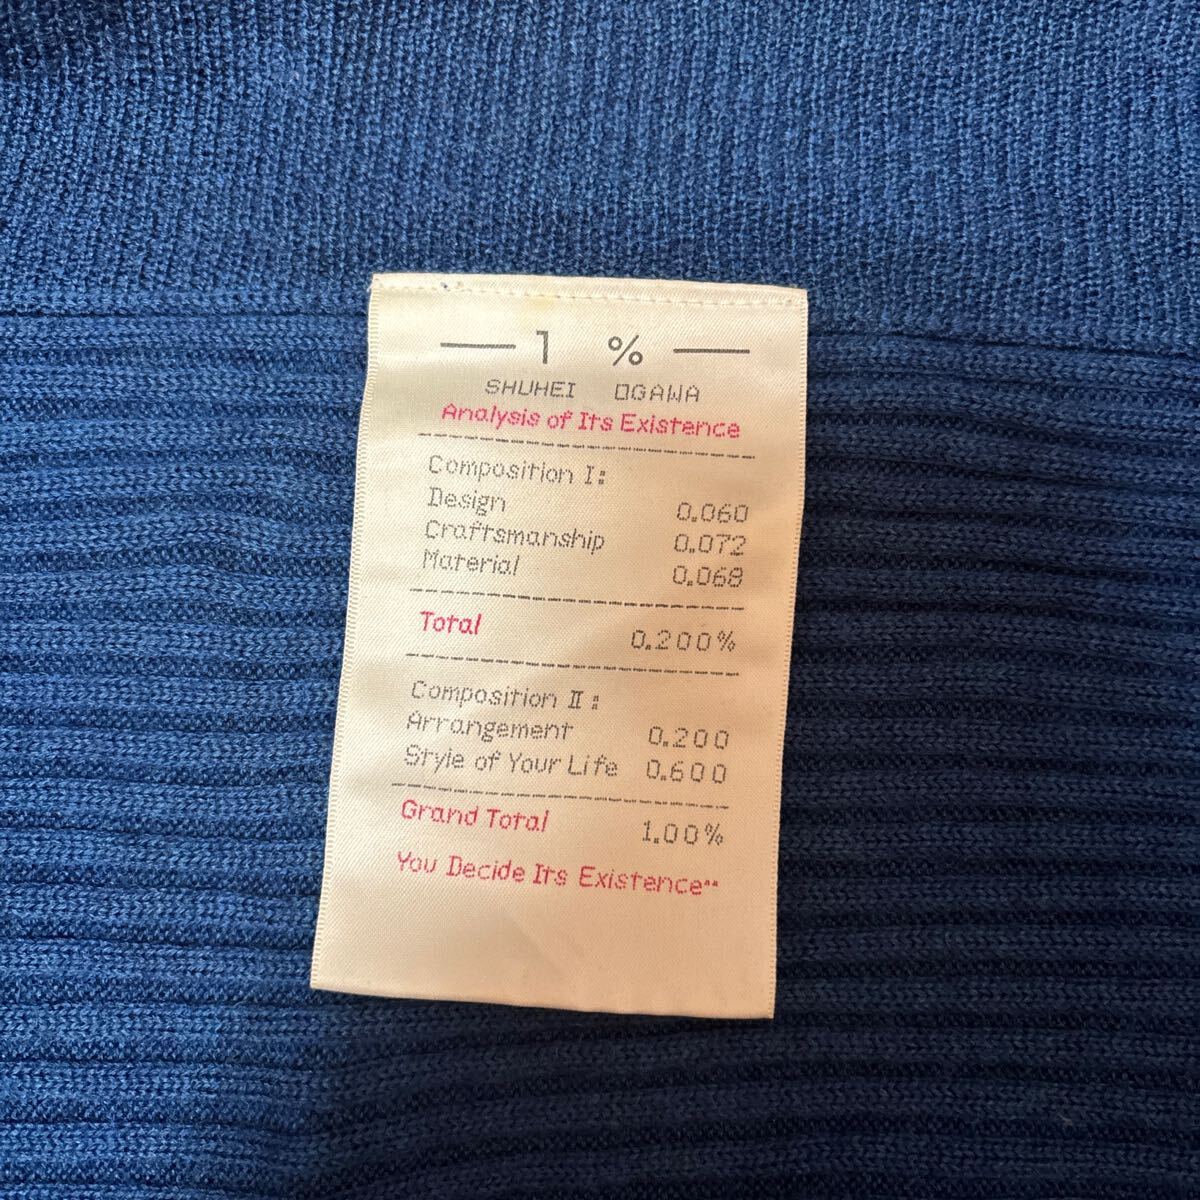 1 %
SHUHEI OGAWA
Analysis of Its Existence
Composition I:
Design 0.060
Craftsmanship 0.072
Material 0.068
Total 0.200%
Composition II:
Arrangement 0.200
Style of Your Life 0.600
Grand Total 1.00%
You Decide Its Existence